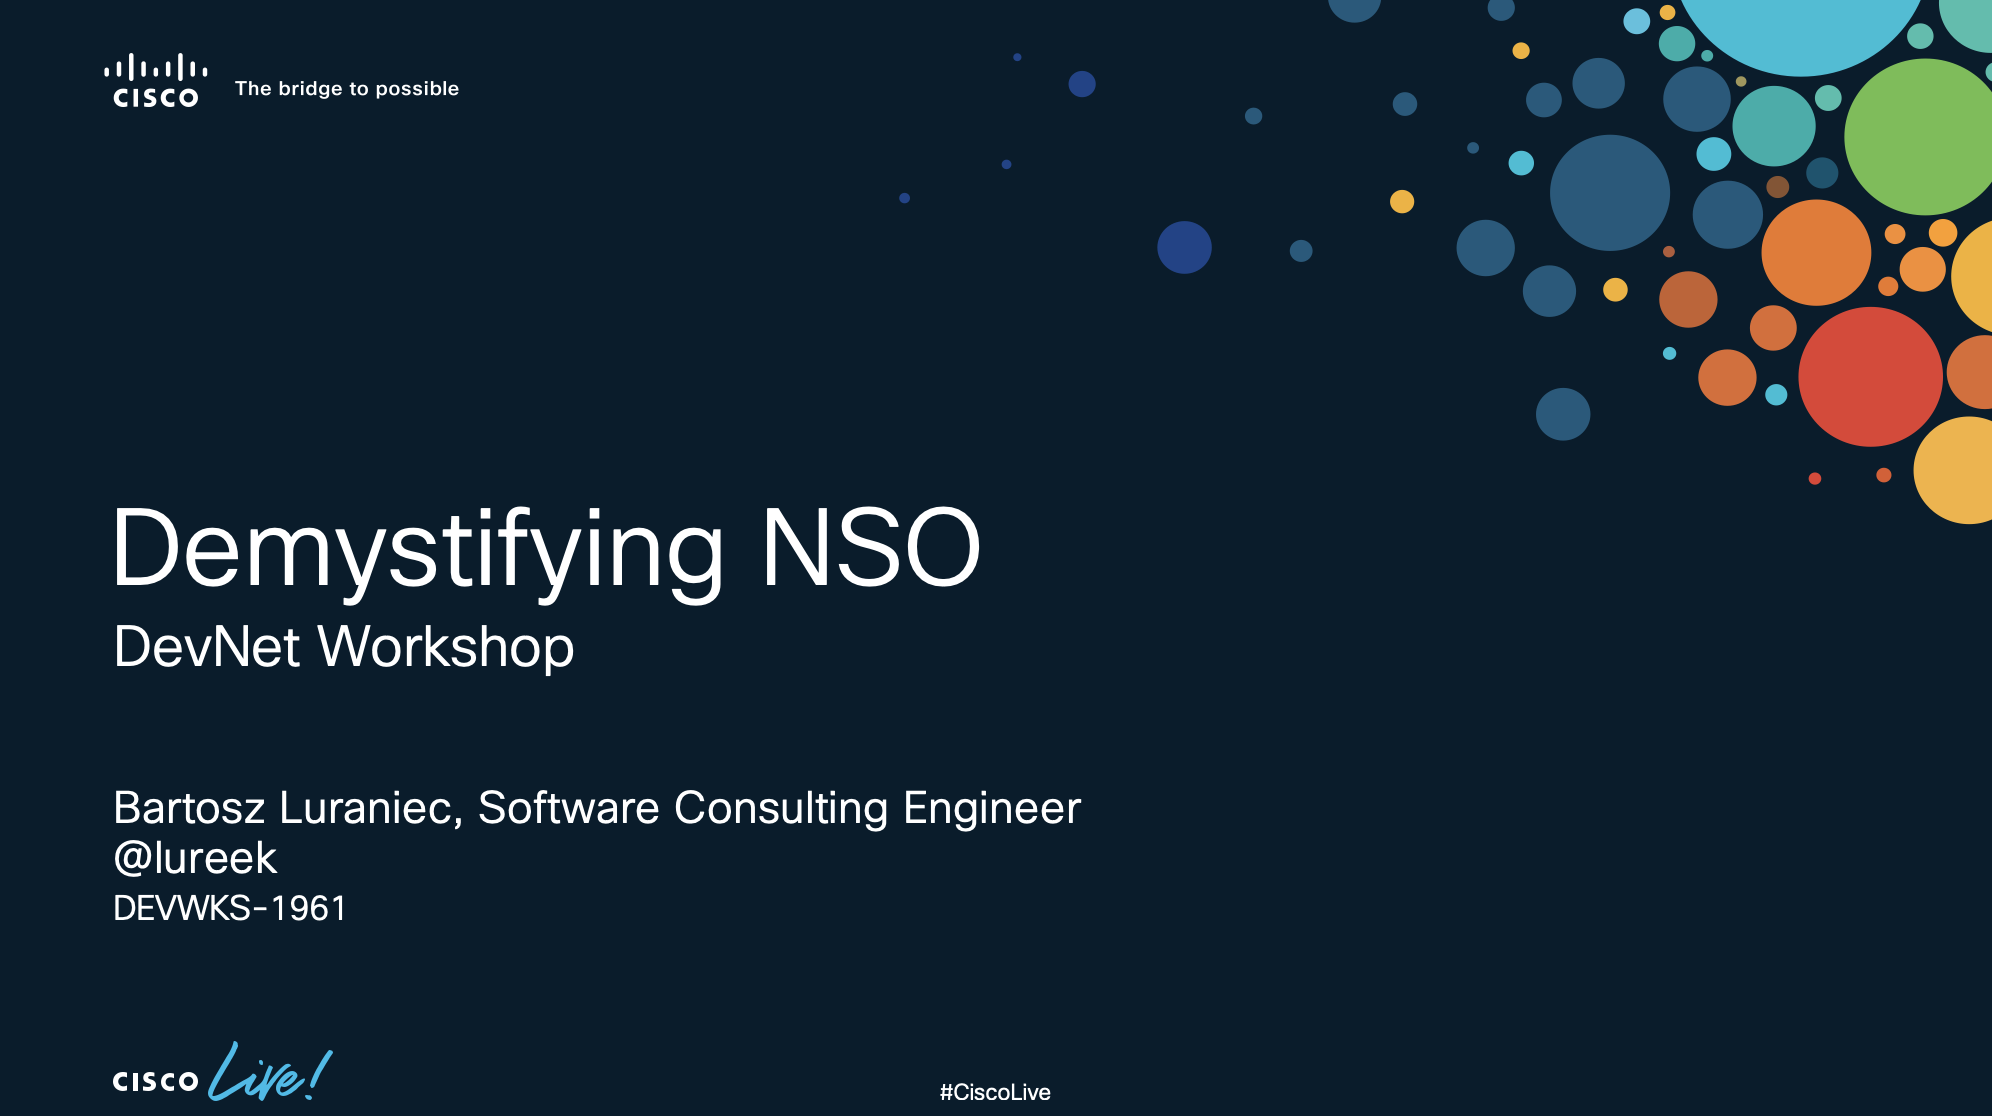 CISCO
The bridge to possible
Demystifying NSO
DevNet Workshop
Bartosz Luraniec, Software Consulting Engineer
@lureek
DEVWKS-1961
CISCO Live!
#CiscoLive